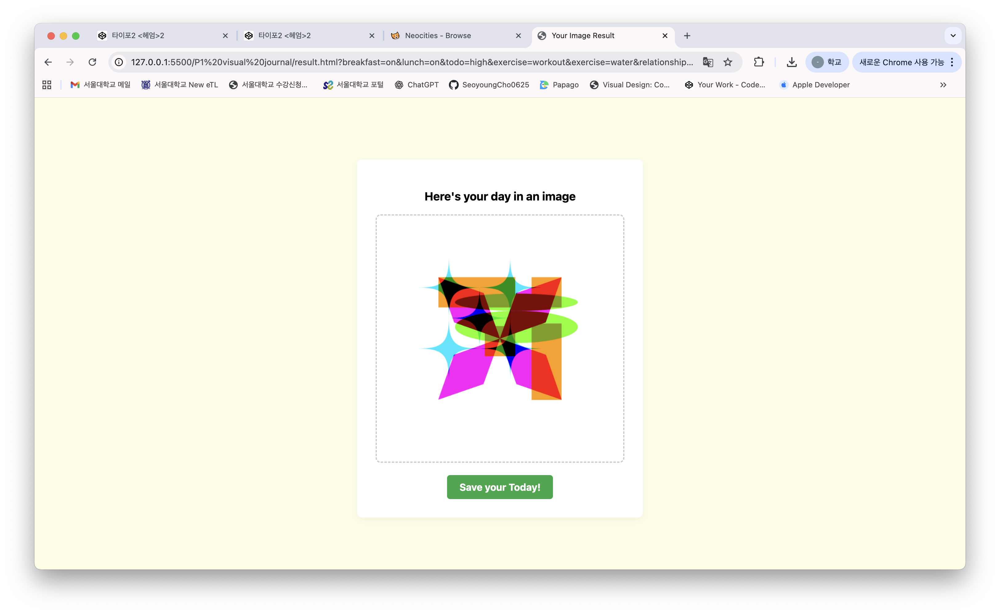 타이포2 <헤엄>2
타이포2 <헤엄>2
Neocities - Browse
Your Image Result
127.0.0.1:5500/P1%20visual%20journal/result.html?breakfast=on&lunch=on&todo=high&exercise=workout&exercise=water&relationship...
학교
새로운 Chrome 사용 가능
서울대학교 메일
서울대학교 New eTL
서울대학교 수강신청...
서울대학교 포털
ChatGPT
SeoyoungCho0625
Papago
Visual Design: Co...
Your Work - Code...
Apple Developer
Here's your day in an image
Save your Today!